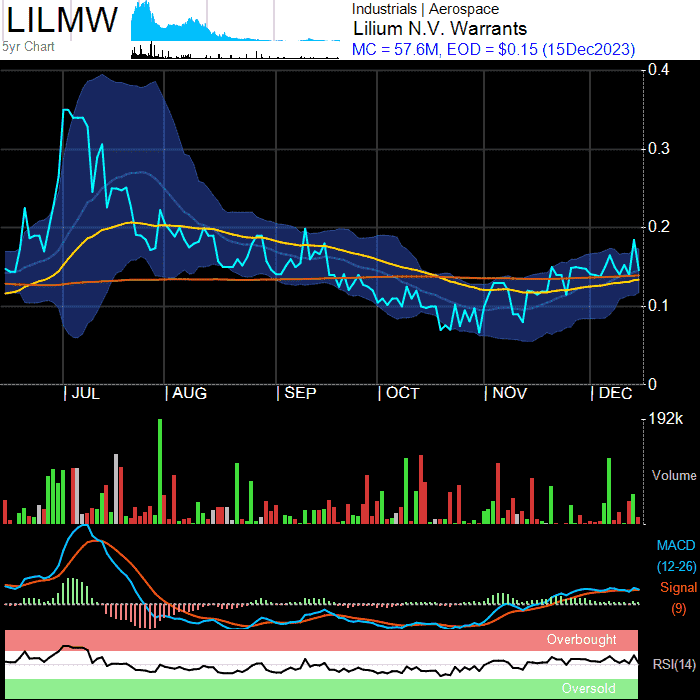 LILMW
5yr Chart
Industrials | Aerospace
Lilium N.V. Warrants
MC = 57.6M, EOD = $0.15 (15Dec2023)
0.4
0.3
0.2
0.1
0
| JUL | AUG | SEP | OCT | NOV | DEC
192k
Volume
MACD
(12-26)
Signal
(9)
Overbought
RSI(14)
Oversold